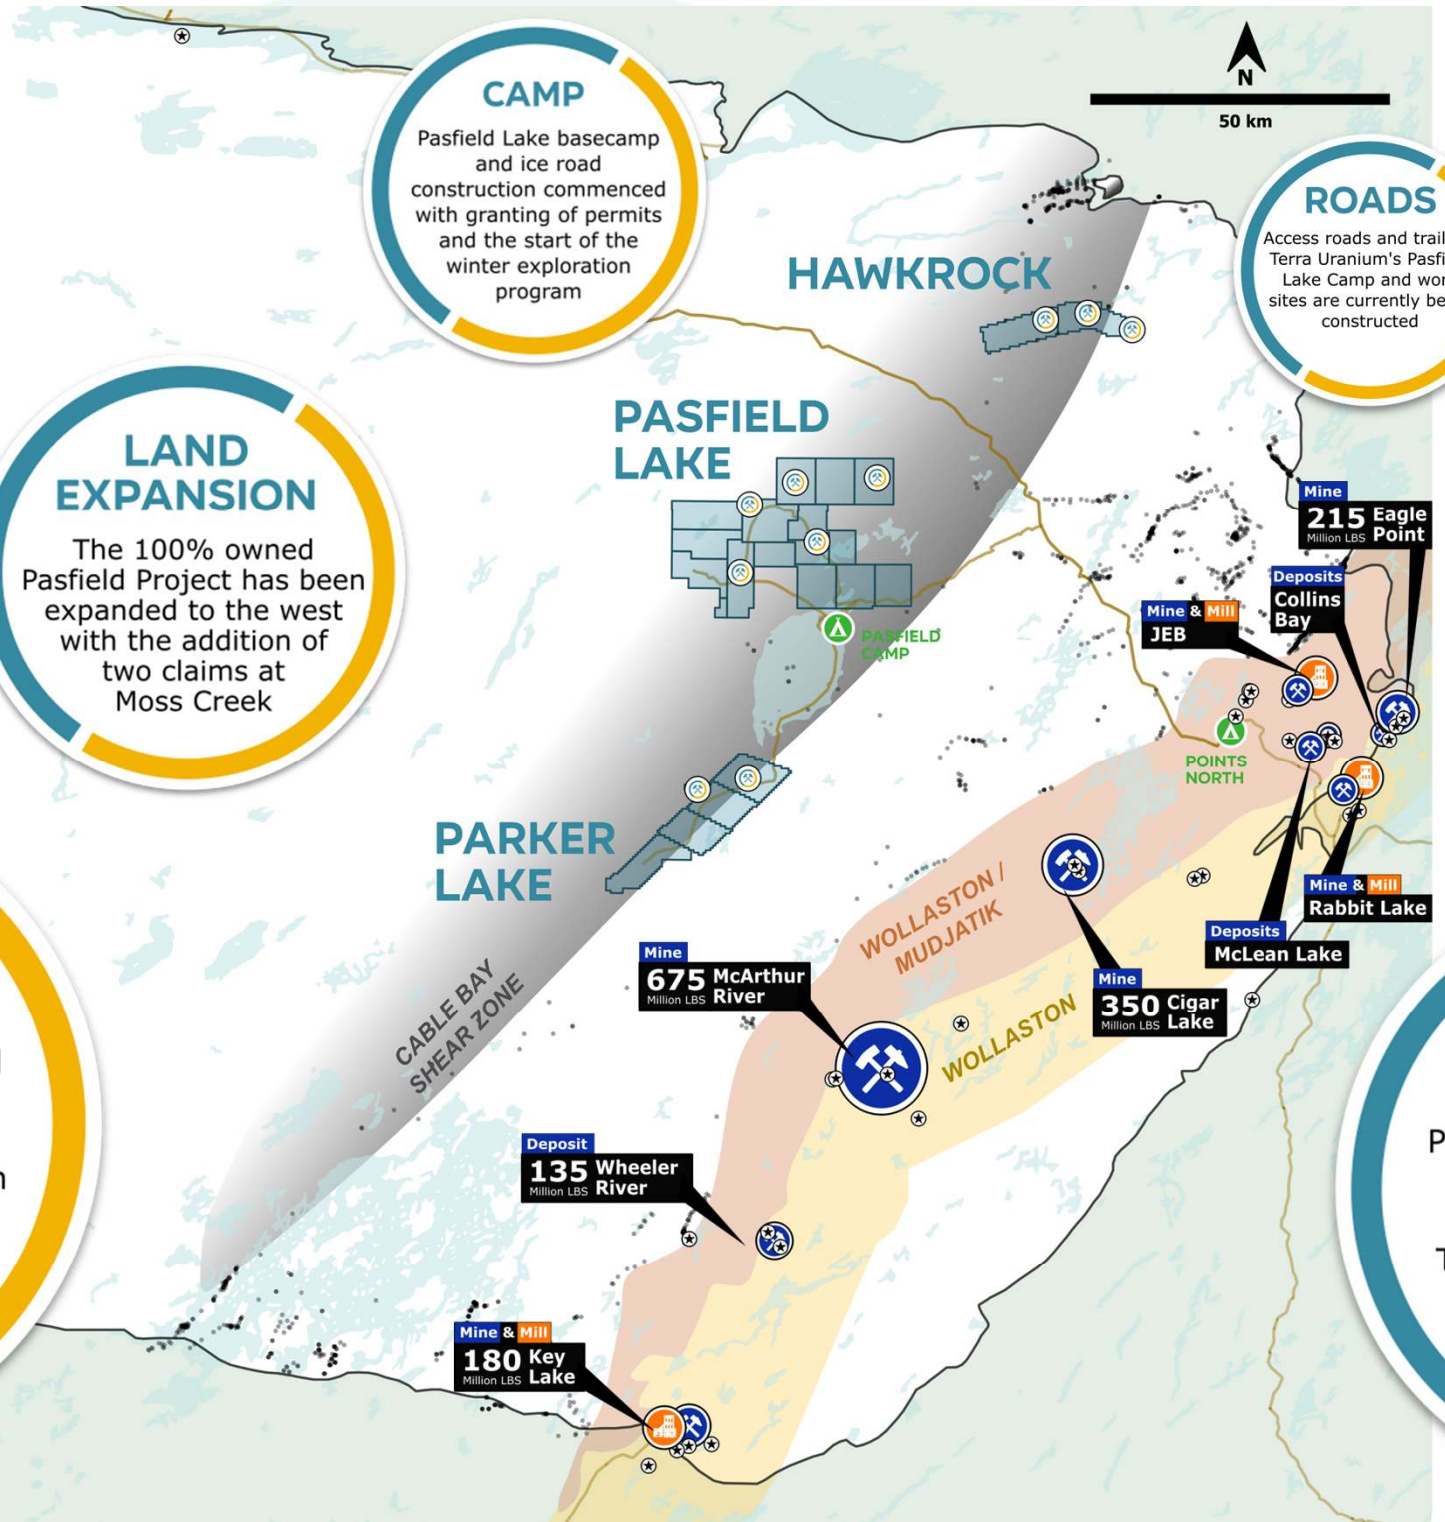 CAMP
Pasfield Lake basecamp
and ice road
construction commenced
with granting of permits
and the start of the
winter exploration
program
N
50 km
ROADS
Access roads and trail
Terra Uranium's Pasfi
Lake Camp and wor
sites are currently be
constructed
HAWKROCK
PASFIELD
LAKE
LAND
EXPANSION
The 100% owned
Pasfield Project has been
expanded to the west
with the addition of
two claims at
Moss Creek
Mine
215 Eagle
Million LBS Point
Deposits
Collins
Bay
Mine & Mill
JEB
PASFIELD
CAMP
POINTS
NORTH
PARKER
LAKE
Mine & Mill
Rabbit Lake
Deposits
McLean Lake
WOLLASTON /
MUDJATIK
Mine
675 McArthur
Million LBS River
Mine
350 Cigar
Million LBS Lake
CABLE BAY
SHEAR ZONE
WOLLASTON
Deposit
135 Wheeler
Million LBS River
Mine & Mill
180 Key
Million LBS Lake
P
T